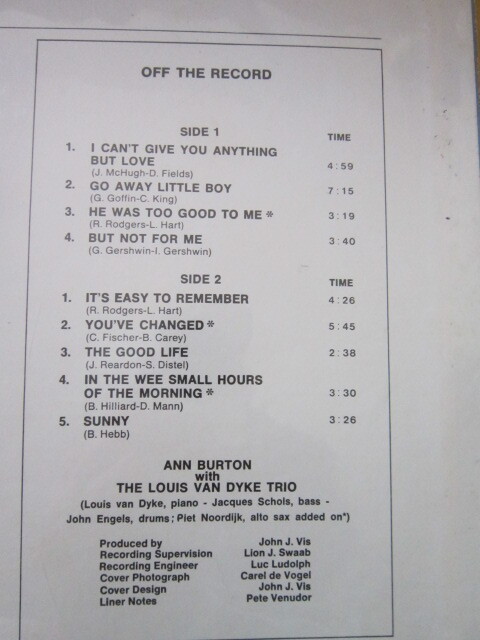 OFF THE RECORD
SIDE 1 TIME
1. I CAN'T GIVE YOU ANYTHING
BUT LOVE 4:59
(J. McHugh-D. Fields)
2. GO AWAY LITTLE BOY 7:15
(G. Goffin-C. King)
3. HE WAS TOO GOOD TO ME * 3:19
(R. Rodgers-L. Hart)
4. BUT NOT FOR ME 3:40
(G. Gershwin-I. Gershwin)
SIDE 2 TIME
1. IT'S EASY TO REMEMBER 4:26
(R. Rodgers-L. Hart)
2. YOU'VE CHANGED * 5:45
(C. Fischer-B. Carey)
3. THE GOOD LIFE 2:38
(J. Reardon-S. Distel)
4. IN THE WEE SMALL HOURS
OF THE MORNING * 3:30
(B. Hilliard-D. Mann)
5. SUNNY 3:26
(B. Hebb)
ANN BURTON
with
THE LOUIS VAN DYKE TRIO
(Louis van Dyke, piano - Jacques Schols, bass -
John Engels, drums; Piet Noordijk, alto sax added on*)
Produced by John J. Vis
Recording Supervision Lion J. Swaab
Recording Engineer Luc Ludolph
Cover Photograph Carel de Vogel
Cover Design John J. Vis
Liner Notes Pete Venudor